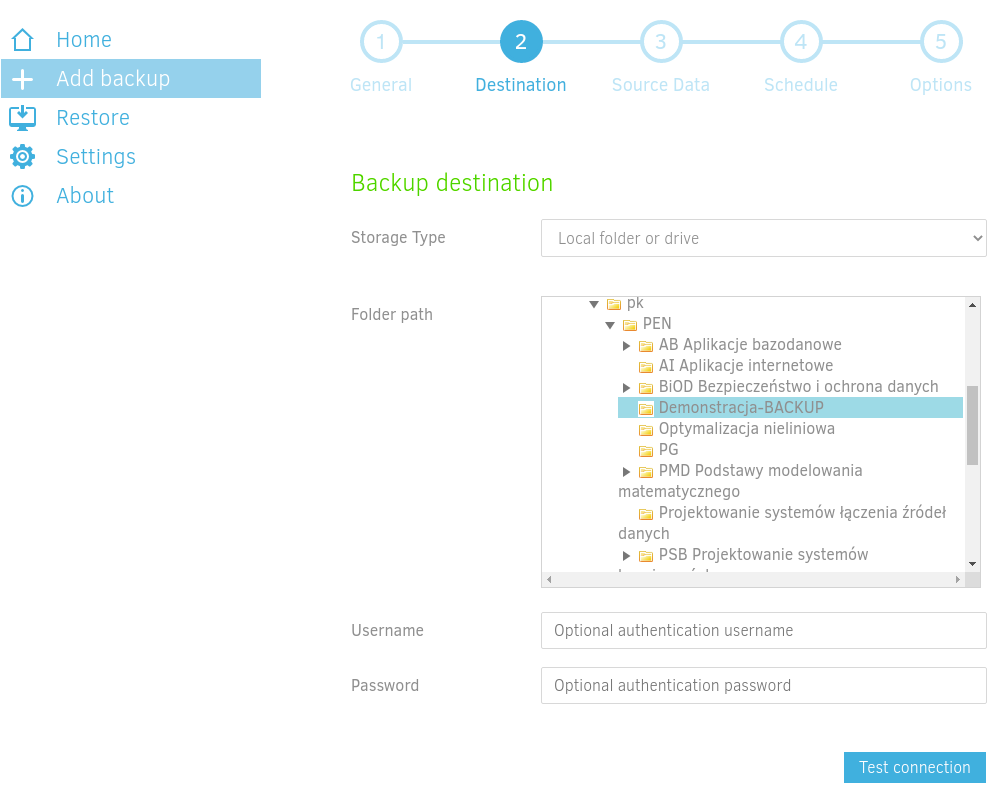 Home
Add backup
Restore
Settings
About
1
2
3
4
5
General
Destination
Source Data
Schedule
Options
Backup destination
Storage Type
Local folder or drive
Folder path
pk
PEN
AB Aplikacje bazodanowe
AI Aplikacje internetowe
BiOD Bezpieczeństwo i ochrona danych
Demonstracja-BACKUP
Optymalizacja nieliniowa
PG
PMD Podstawy modelowania
matematycznego
Projektowanie systemów łączenia źródeł
danych
PSB Projektowanie systemów
Username
Optional authentication username
Password
Optional authentication password
Test connection